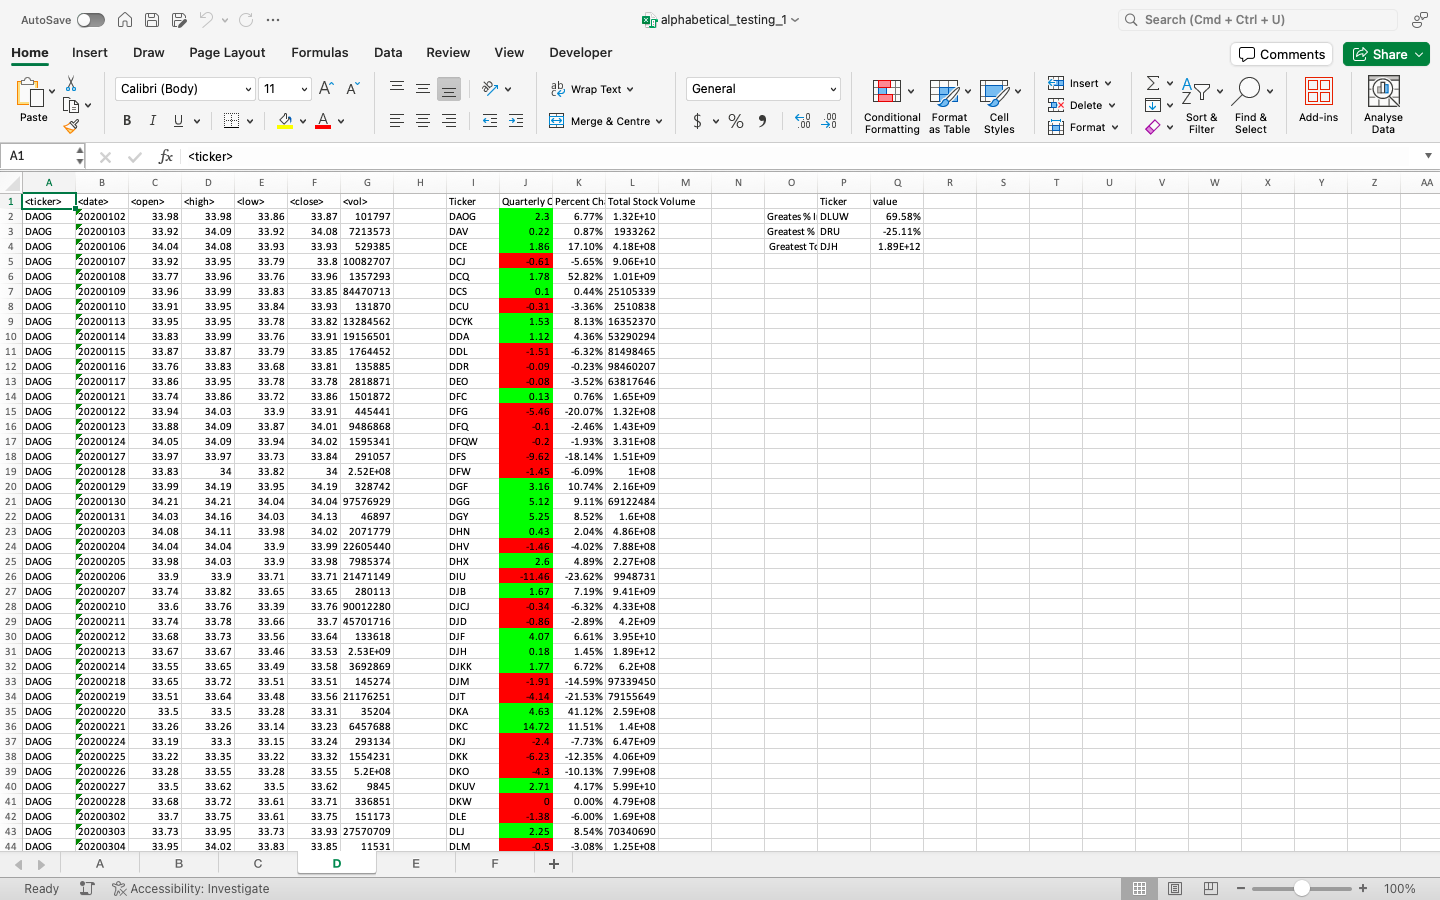 AutoSave
alphabetical_testing_1
Search (Cmd + Ctrl + U)
Home Insert Draw Page Layout Formulas Data Review View Developer
Comments Share
Paste
Calibri (Body) 11
B I U
Wrap Text
Merge & Centre
General
Conditional Formatting
Format as Table
Cell Styles
Insert
Delete
Format
Sort & Filter
Find & Select
Add-ins
Analyse Data
A1 fx <ticker>
A B C D E F G H I J K L M N O P Q R S T U V W X Y Z AA
1 <ticker> <date> <open> <high> <low> <close> <vol> Ticker Quarterly C Percent Ch Total Stock Volume Ticker value
2 DAOG 20200102 33.98 33.98 33.86 33.87 101797 DAOG 2.3 6.77% 1.32E+10 Greates % I DLUW 69.58%
3 DAOG 20200103 33.92 34.09 33.92 34.08 7213573 DAV 0.22 0.87% 1933262 Greatest % DRU -25.11%
4 DAOG 20200106 34.04 34.08 33.93 33.93 529385 DCE 1.86 17.10% 4.18E+08 Greatest To DJH 1.89E+12
5 DAOG 20200107 33.92 33.95 33.79 33.8 10082707 DCJ -0.61 -5.65% 9.06E+10
6 DAOG 20200108 33.77 33.96 33.76 33.96 1357293 DCQ 1.78 52.82% 1.01E+09
7 DAOG 20200109 33.96 33.99 33.83 33.85 84470713 DCS 0.1 0.44% 25105339
8 DAOG 20200110 33.91 33.95 33.84 33.93 131870 DCU -0.31 -3.36% 2510838
9 DAOG 20200113 33.95 33.95 33.78 33.82 13284562 DCYK 1.53 8.13% 16352370
10 DAOG 20200114 33.83 33.99 33.76 33.91 19156501 DDA 1.12 4.36% 53290294
11 DAOG 20200115 33.87 33.87 33.79 33.85 1764452 DDL -1.51 -6.32% 81498465
12 DAOG 20200116 33.76 33.83 33.68 33.81 135885 DDR -0.09 -0.23% 98460207
13 DAOG 20200117 33.86 33.95 33.78 33.78 2818871 DEO -0.08 -3.52% 63817646
14 DAOG 20200121 33.74 33.86 33.72 33.86 1501872 DFC 0.13 0.76% 1.65E+09
15 DAOG 20200122 33.94 34.03 33.9 33.91 445441 DFG -5.46 -20.07% 1.32E+08
16 DAOG 20200123 33.88 34.09 33.87 34.01 9486868 DFQ -0.1 -2.46% 1.43E+09
17 DAOG 20200124 34.05 34.09 33.94 34.02 1595341 DFQW -0.2 -1.93% 3.31E+08
18 DAOG 20200127 33.97 33.97 33.73 33.84 291057 DFS -9.62 -18.14% 1.51E+09
19 DAOG 20200128 33.83 34 33.82 34 2.52E+08 DFW -1.45 -6.09% 1E+08
20 DAOG 20200129 33.99 34.19 33.95 34.19 328742 DGF 3.16 10.74% 2.16E+09
21 DAOG 20200130 34.21 34.21 34.04 34.04 97576929 DGG 5.12 9.11% 69122484
22 DAOG 20200131 34.03 34.16 34.03 34.13 46897 DGY 5.25 8.52% 1.6E+08
23 DAOG 20200203 34.08 34.11 33.98 34.02 2071779 DHN 0.43 2.04% 4.86E+08
24 DAOG 20200204 34.04 34.04 33.9 33.99 22605440 DHV -1.46 -4.02% 7.88E+08
25 DAOG 20200205 33.98 34.03 33.9 33.98 7985374 DHX 2.6 4.89% 2.27E+08
26 DAOG 20200206 33.9 33.9 33.71 33.71 21471149 DIU -11.46 -23.62% 9948731
27 DAOG 20200207 33.74 33.82 33.65 33.65 280113 DJB 1.67 7.19% 9.41E+09
28 DAOG 20200210 33.6 33.76 33.39 33.76 90012280 DJCJ -0.34 -6.32% 4.33E+08
29 DAOG 20200211 33.74 33.78 33.66 33.7 45701716 DJD -0.86 -2.89% 4.2E+09
30 DAOG 20200212 33.68 33.73 33.56 33.64 133618 DJF 4.07 6.61% 3.95E+10
31 DAOG 20200213 33.67 33.67 33.46 33.53 2.53E+09 DJH 0.18 1.45% 1.89E+12
32 DAOG 20200214 33.55 33.65 33.49 33.58 3692869 DJKK 1.77 6.72% 6.2E+08
33 DAOG 20200218 33.65 33.72 33.51 33.51 145274 DJM -1.91 -14.59% 97339450
34 DAOG 20200219 33.51 33.64 33.48 33.56 21176251 DJT -4.14 -21.53% 79155649
35 DAOG 20200220 33.5 33.5 33.28 33.31 35204 DKA 4.63 41.12% 2.59E+08
36 DAOG 20200221 33.26 33.26 33.14 33.23 6457688 DKC 14.72 11.51% 1.4E+08
37 DAOG 20200224 33.19 33.3 33.15 33.24 293134 DKJ -2.4 -7.73% 6.47E+09
38 DAOG 20200225 33.22 33.35 33.22 33.32 1554231 DKK -6.23 -12.35% 4.06E+09
39 DAOG 20200226 33.28 33.55 33.28 33.55 5.2E+08 DKO -4.3 -10.13% 7.99E+08
40 DAOG 20200227 33.5 33.62 33.5 33.62 9845 DKUV 2.71 4.17% 5.99E+10
41 DAOG 20200228 33.68 33.72 33.61 33.71 336851 DKW 0 0.00% 4.79E+08
42 DAOG 20200302 33.7 33.75 33.61 33.75 151173 DLE -1.38 -6.00% 1.69E+08
43 DAOG 20200303 33.73 33.95 33.73 33.93 27570709 DLJ 2.25 8.54% 70340690
44 DAOG 20200304 33.95 34.02 33.83 33.85 11531 DLM -0.5 -3.08% 1.25E+08
A B C D E F +
Ready Accessibility: Investigate 100%